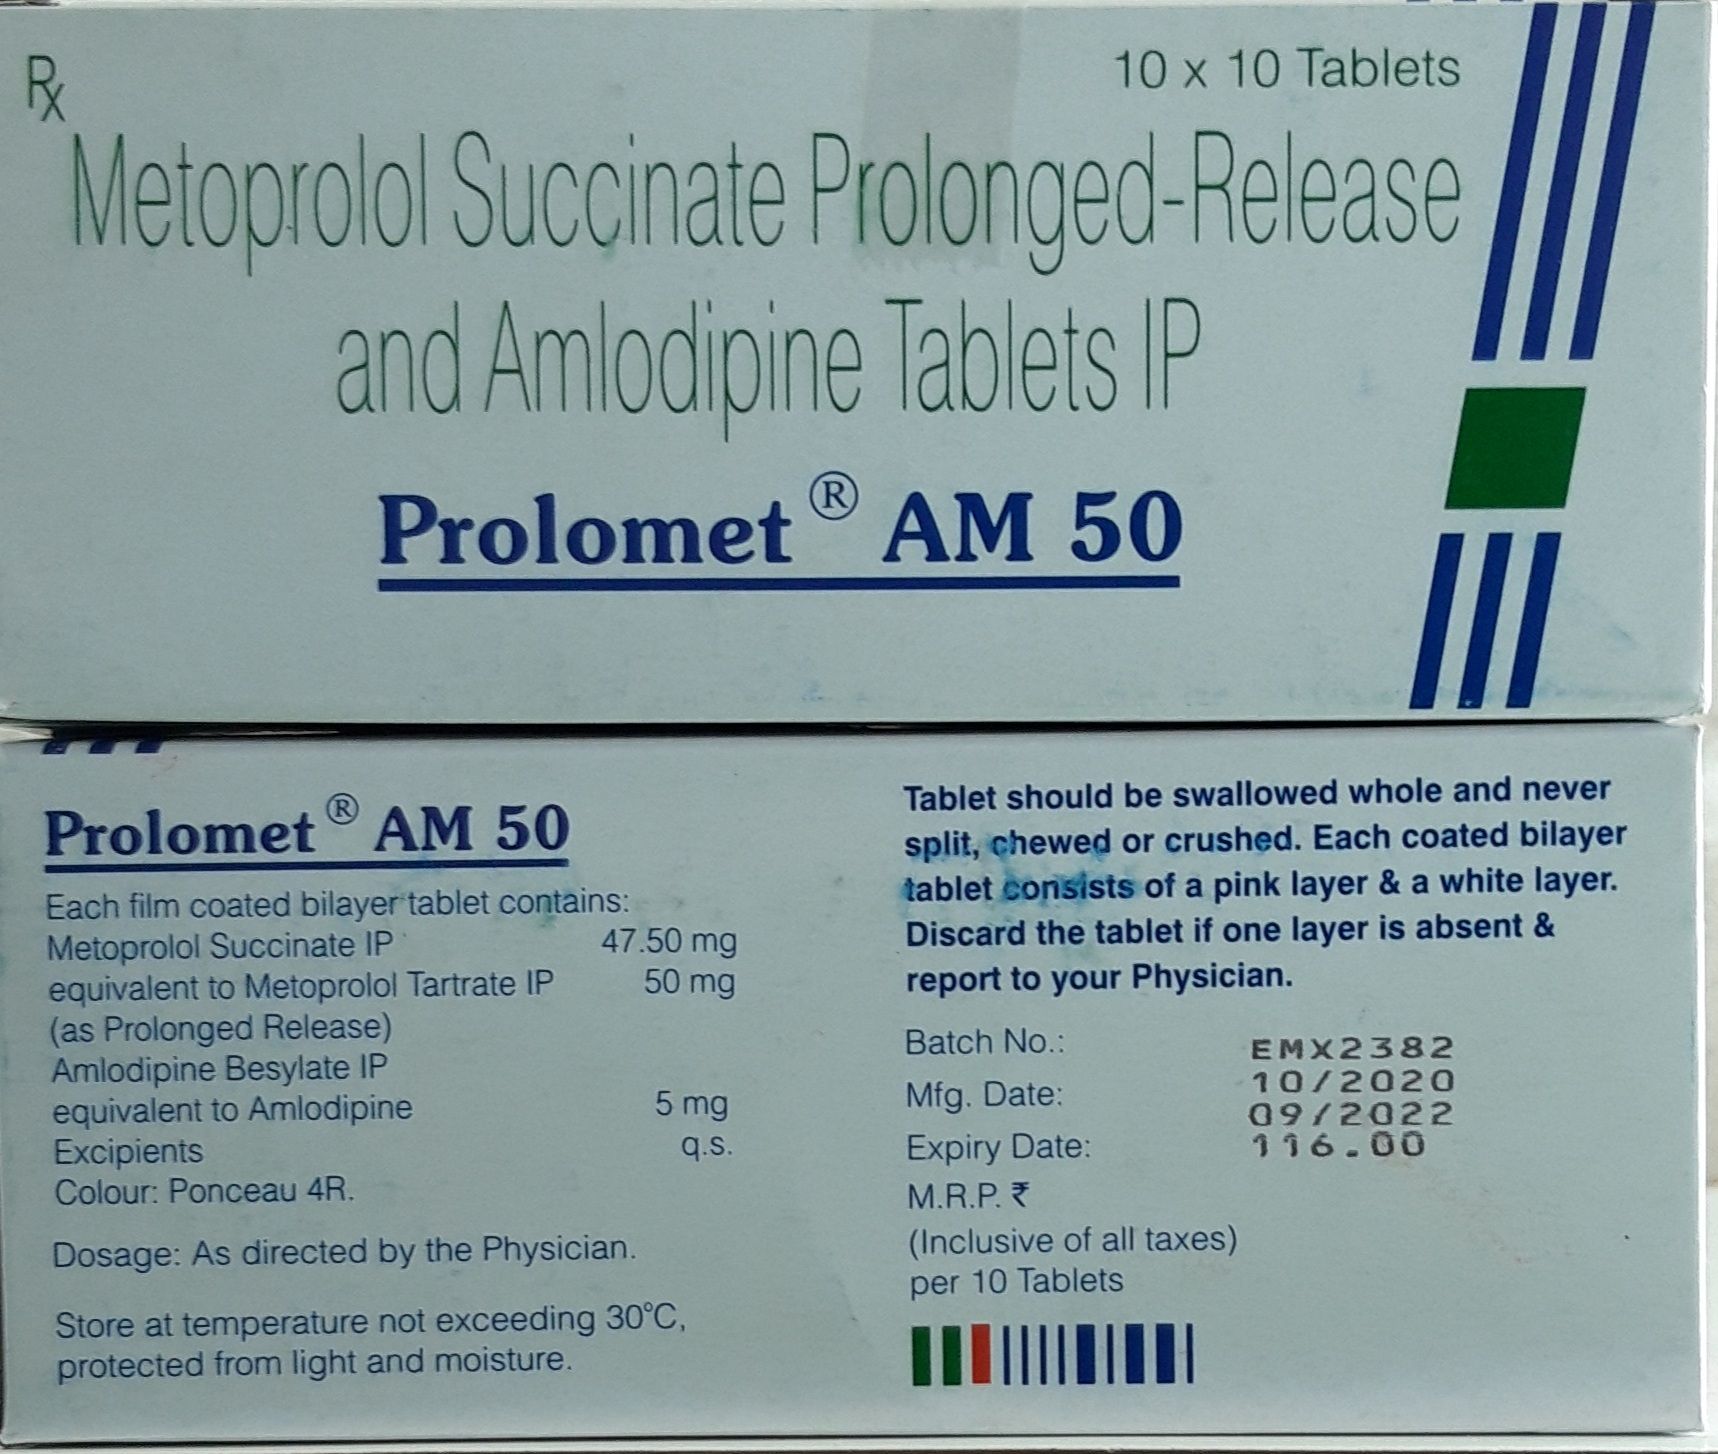 Rx
10 x 10 Tablets
Metoprolol Succinate Prolonged-Release
and Amlodipine Tablets IP
Prolomet® AM 50
Prolomet® AM 50
Each film coated bilayer tablet contains:
Metoprolol Succinate IP 47.50 mg
equivalent to Metoprolol Tartrate IP 50 mg
(as Prolonged Release)
Amlodipine Besylate IP
equivalent to Amlodipine 5 mg
Excipients q.s.
Colour: Ponceau 4R.
Dosage: As directed by the Physician.
Store at temperature not exceeding 30°C,
protected from light and moisture.
Tablet should be swallowed whole and never
split, chewed or crushed. Each coated bilayer
tablet consists of a pink layer & a white layer.
Discard the tablet if one layer is absent &
report to your Physician.
Batch No.: EMX2382
Mfg. Date: 10/2020
Expiry Date: 09/2022
M.R.P. ₹ 116.00
(Inclusive of all taxes)
per 10 Tablets